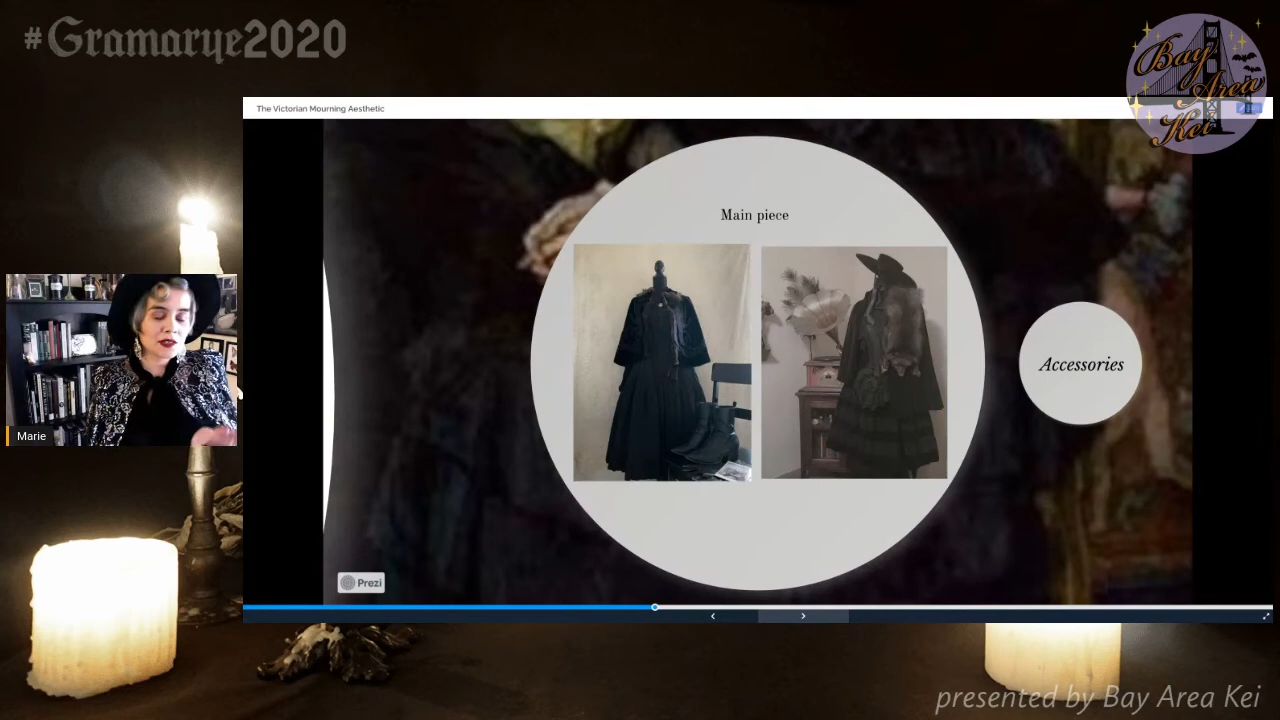 #Gramarye2020
Bay
Area
Kei
The Victorian Mourning Aesthetic
Main piece
Accessories
Marie
Prezi
presented by Bay Area Kei